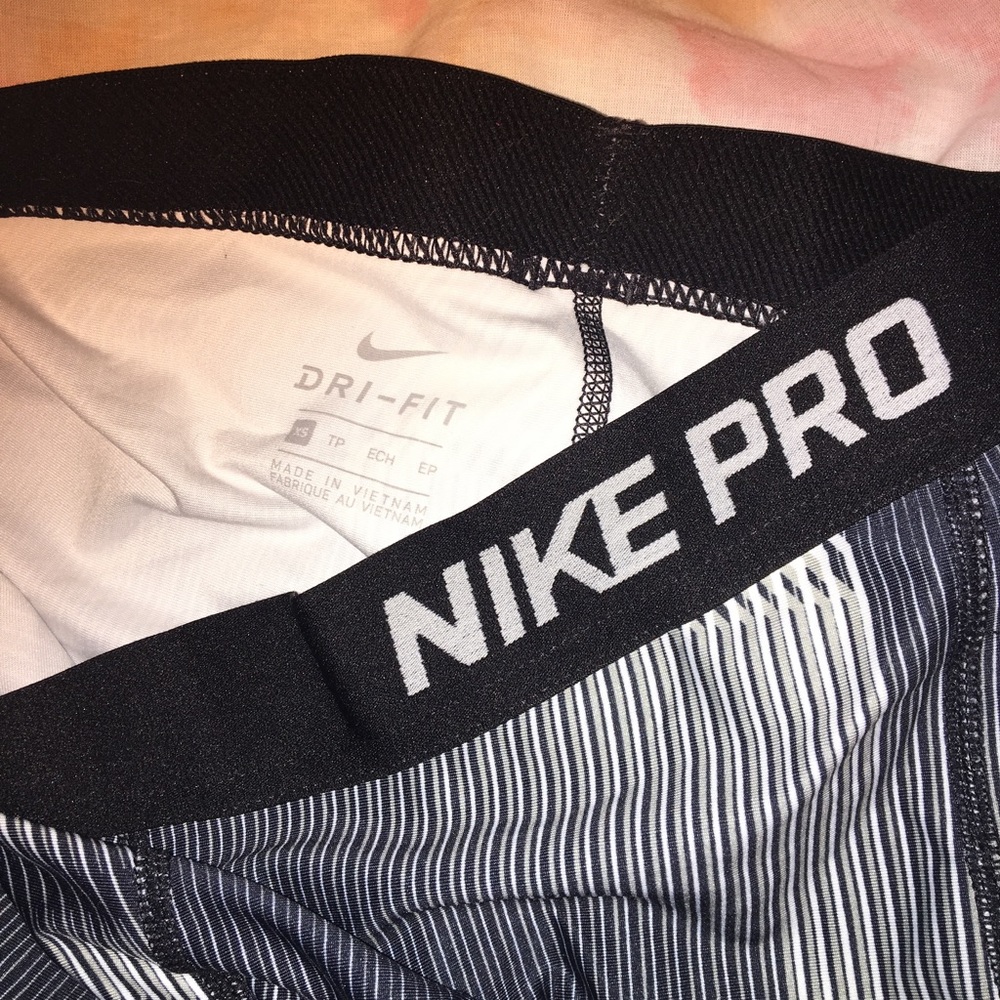 DRI-FIT
XS TP ECH EP
MADE IN VIETNAM
FABRIQUE AU VIETNAM
NIKE PRO